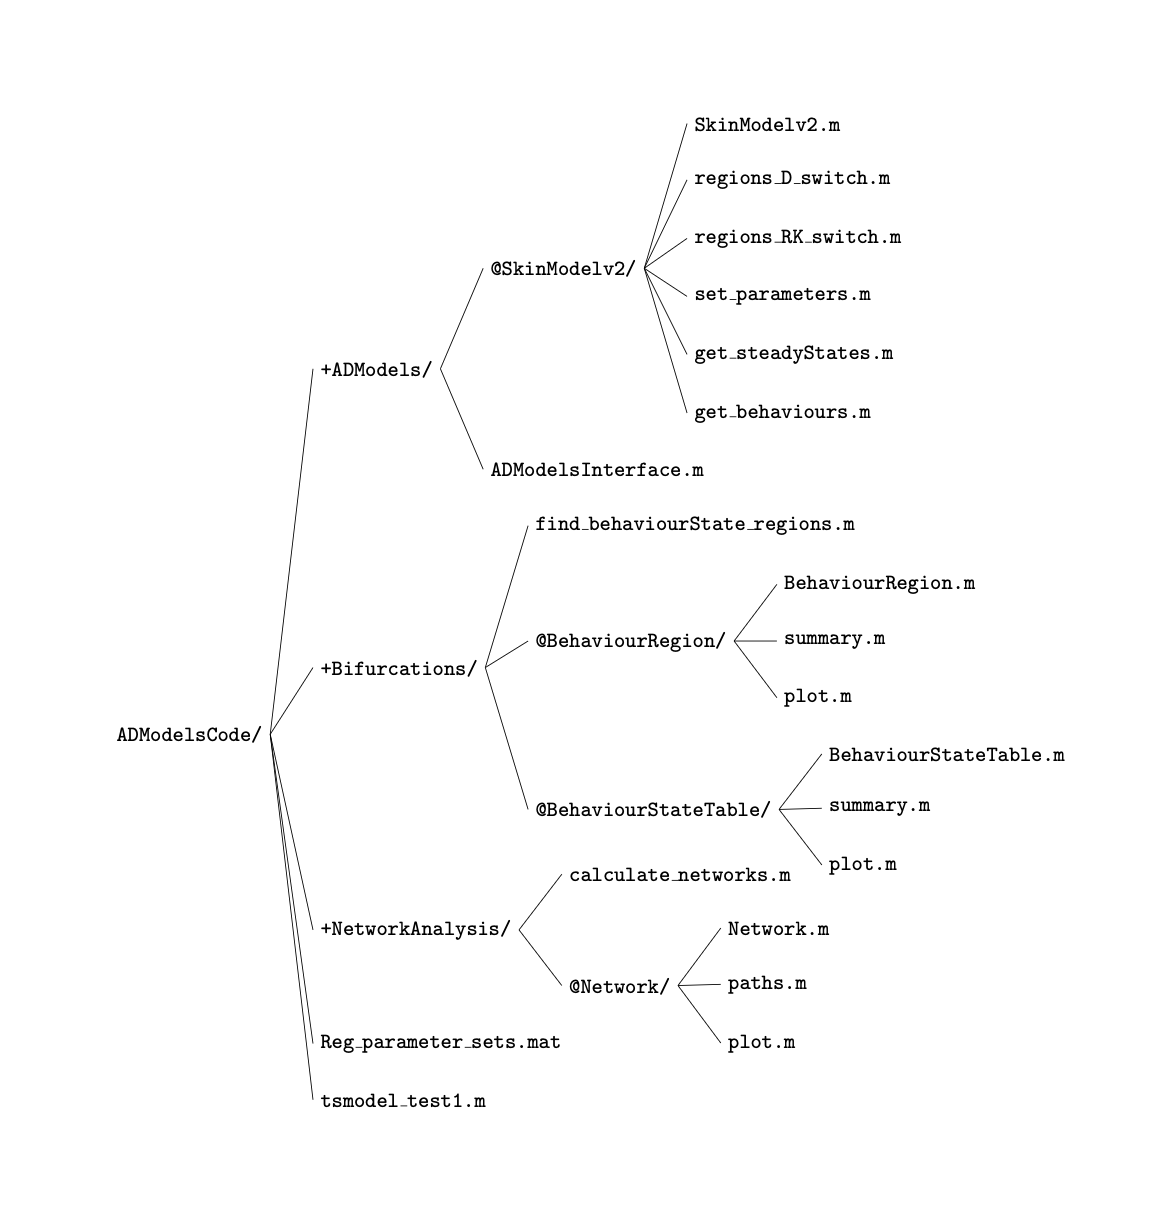 SkinModelv2.m
regions_D_switch.m
regions_RK_switch.m
@SkinModelv2/
set_parameters.m
get_steadyStates.m
+ADModels/
get_behaviours.m
ADModelsInterface.m
find_behaviourState_regions.m
BehaviourRegion.m
@BehaviourRegion/
summary.m
+Bifurcations/
plot.m
ADModelsCode/
BehaviourStateTable.m
@BehaviourStateTable/
summary.m
plot.m
calculate_networks.m
+NetworkAnalysis/
Network.m
@Network/
paths.m
Reg_parameter_sets.mat
plot.m
tsmodel_test1.m